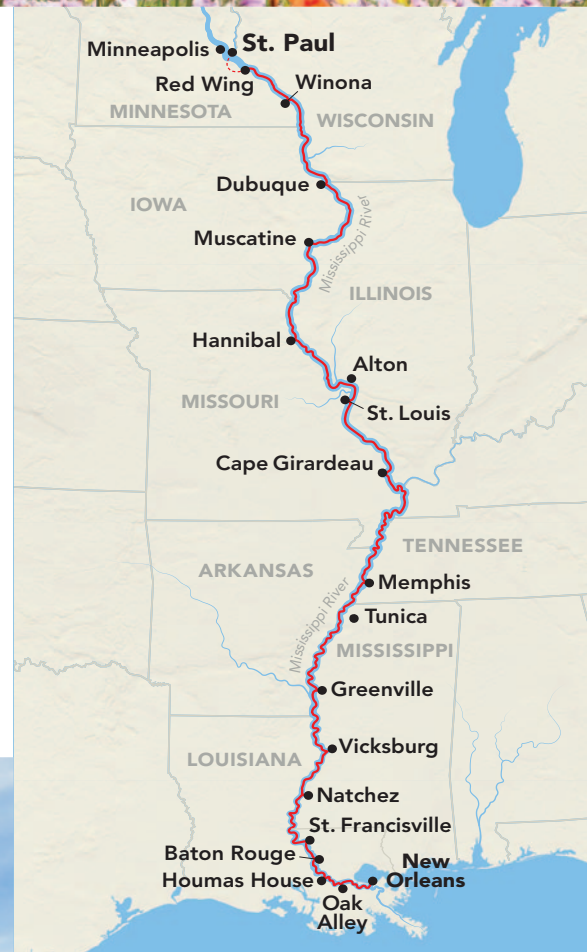 Minneapolis
St. Paul
Red Wing
Winona
MINNESOTA
WISCONSIN
Dubuque
IOWA
Mississippi River
Muscatine
ILLINOIS
Hannibal
Alton
MISSOURI
St. Louis
Cape Girardeau
TENNESSEE
ARKANSAS
Memphis
Mississippi River
Tunica
MISSISSIPPI
Greenville
Vicksburg
LOUISIANA
Natchez
St. Francisville
Baton Rouge
Houmas House
New
Orleans
Oak
Alley